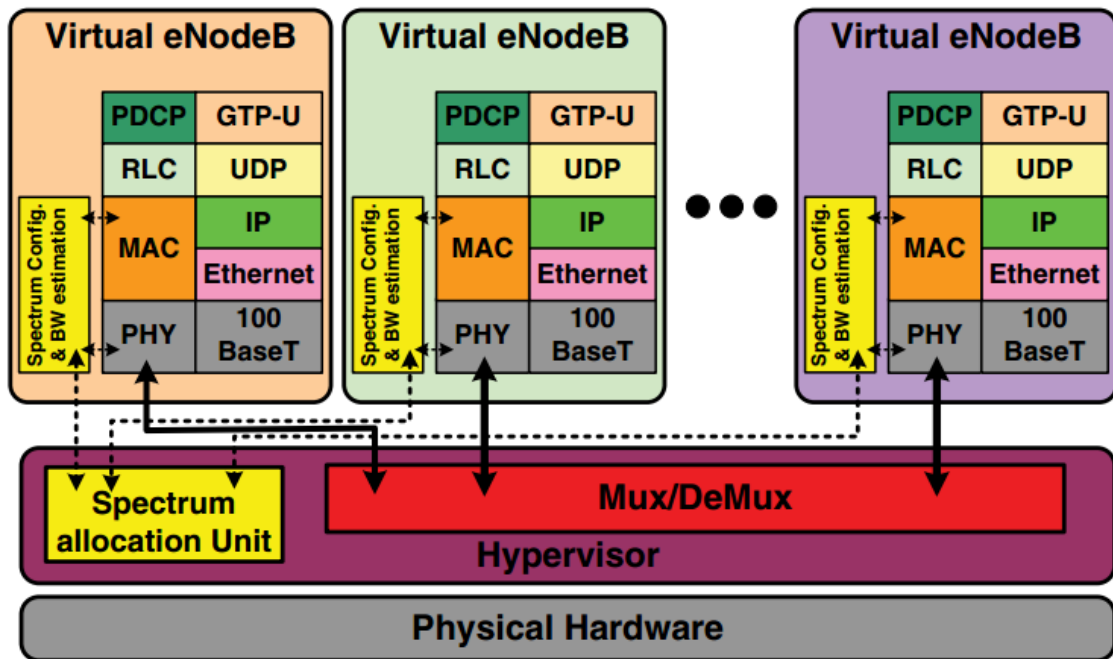 Virtual eNodeB
PDCP
GTP-U
RLC
UDP
MAC
IP
Ethernet
PHY
100
BaseT
Spectrum Config.
& BW estimation
Virtual eNodeB
PDCP
GTP-U
RLC
UDP
MAC
IP
Ethernet
PHY
100
BaseT
Spectrum Config.
& BW estimation
Virtual eNodeB
PDCP
GTP-U
RLC
UDP
MAC
IP
Ethernet
PHY
100
BaseT
Spectrum Config.
& BW estimation
Spectrum
allocation Unit
Mux/DeMux
Hypervisor
Physical Hardware